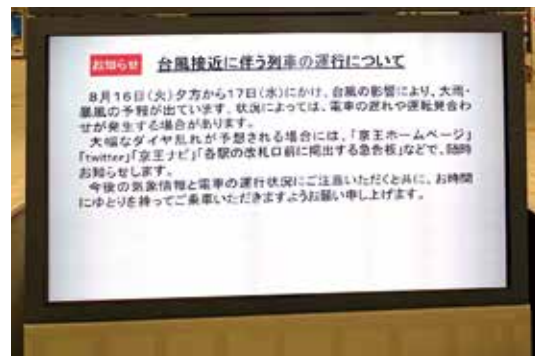 お知らせ 台風接近に伴う列車の運行について
8月16日(火)夕方から17日(水)にかけ、台風の影響により、大雨・
暴風の予報が出ています。状況によっては、電車の遅れや運転見合わ
せが発生する場合があります。
大幅なダイヤ乱れが予想される場合には、「京王ホームページ」
「twitter」「京王ナビ」「各駅の改札口前に掲出する急告板」などで、随時
お知らせします。
今後の気象情報と電車の運行状況にご注意いただくと共に、お時間
にゆとりを持ってご乗車いただきますようお願い申し上げます。